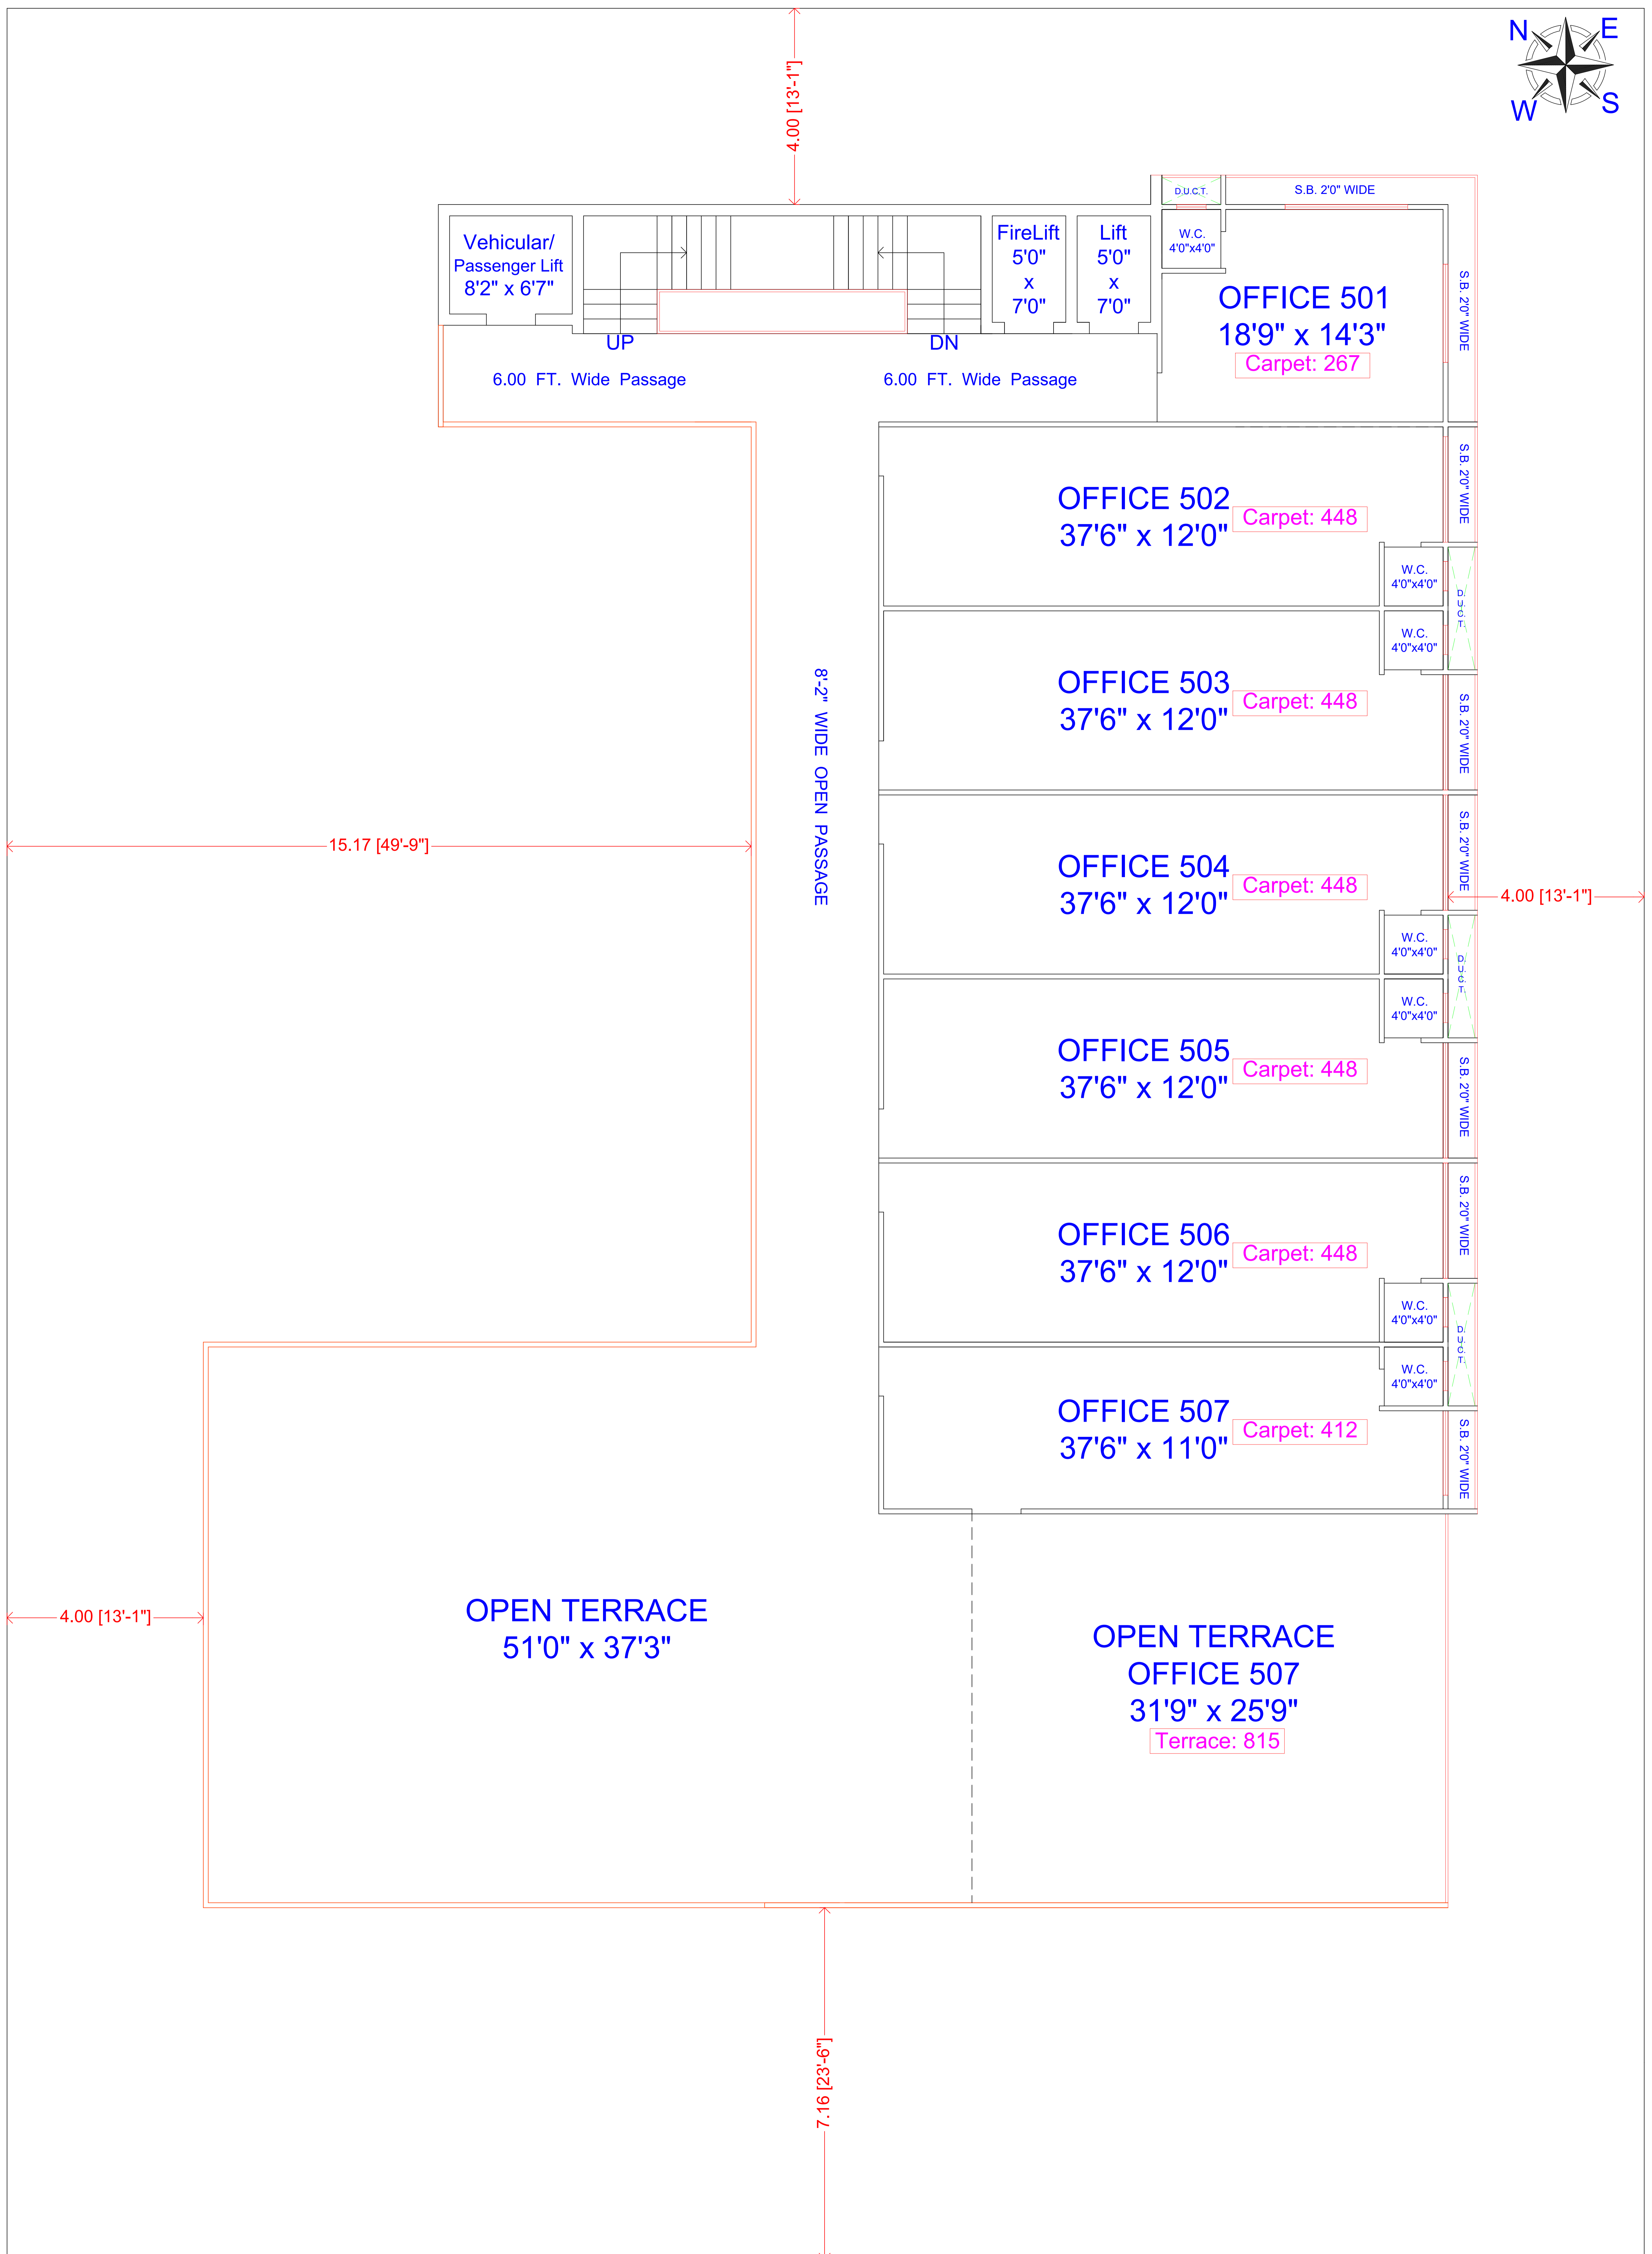 N E
W S
4.00 [13'-1"]
D.U.C.T.
S.B. 2'0" WIDE
Vehicular/
Passenger Lift
8'2" x 6'7"
FireLift
5'0"
x
7'0"
Lift
5'0"
x
7'0"
W.C.
4'0"x4'0"
OFFICE 501
18'9" x 14'3"
Carpet: 267
S.B. 2'0" WIDE
UP
DN
6.00 FT. Wide Passage
6.00 FT. Wide Passage
OFFICE 502
37'6" x 12'0"
Carpet: 448
S.B. 2'0" WIDE
W.C.
4'0"x4'0"
D.U.C.T.
W.C.
4'0"x4'0"
OFFICE 503
37'6" x 12'0"
Carpet: 448
S.B. 2'0" WIDE
8'-2" WIDE OPEN PASSAGE
15.17 [49'-9"]
OFFICE 504
37'6" x 12'0"
Carpet: 448
S.B. 2'0" WIDE
4.00 [13'-1"]
W.C.
4'0"x4'0"
D.U.C.T.
W.C.
4'0"x4'0"
OFFICE 505
37'6" x 12'0"
Carpet: 448
S.B. 2'0" WIDE
OFFICE 506
37'6" x 12'0"
Carpet: 448
S.B. 2'0" WIDE
W.C.
4'0"x4'0"
D.U.C.T.
W.C.
4'0"x4'0"
OFFICE 507
37'6" x 11'0"
Carpet: 412
S.B. 2'0" WIDE
4.00 [13'-1"]
OPEN TERRACE
51'0" x 37'3"
OPEN TERRACE
OFFICE 507
31'9" x 25'9"
Terrace: 815
7.16 [23'-6"]